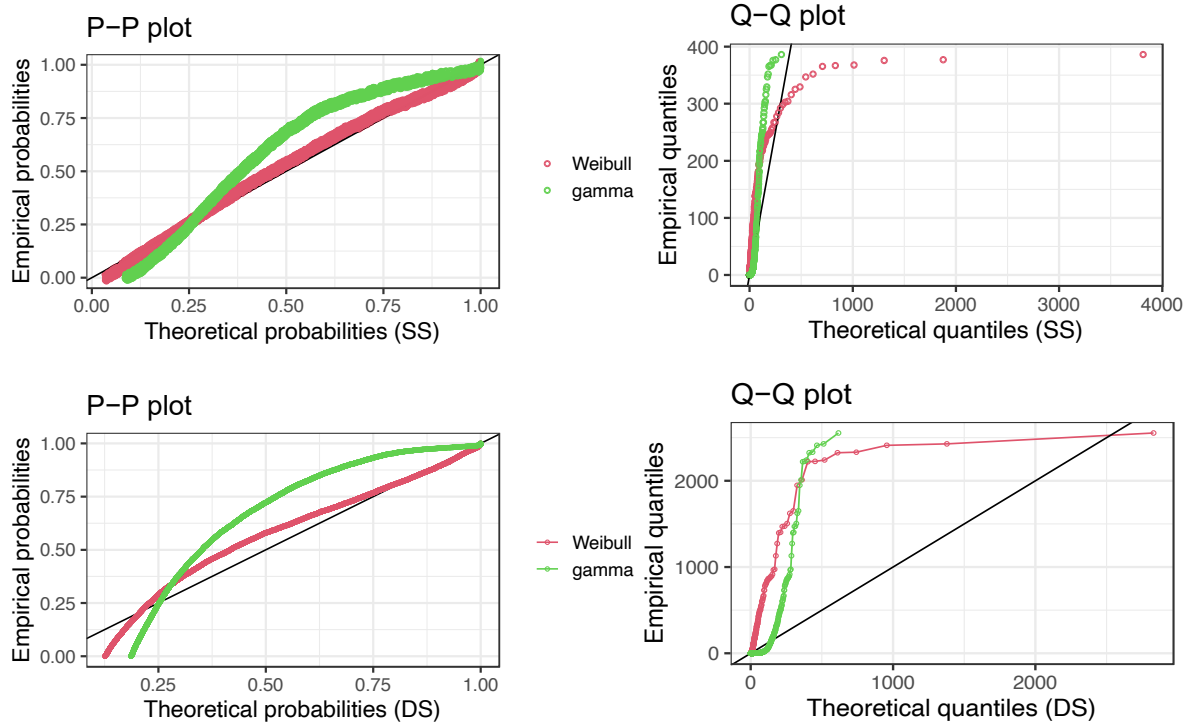 P−P plot
1.00
0.75
0.50
0.25
0.00
Empirical probabilities
0.00 0.25 0.50 0.75 1.00
Theoretical probabilities (SS)
Weibull
gamma
Q−Q plot
400
300
200
100
0
Empirical quantiles
0 1000 2000 3000 4000
Theoretical quantiles (SS)
P−P plot
1.00
0.75
0.50
0.25
0.00
Empirical probabilities
0.25 0.50 0.75 1.00
Theoretical probabilities (DS)
Weibull
gamma
Q−Q plot
2000
1000
0
Empirical quantiles
0 1000 2000
Theoretical quantiles (DS)